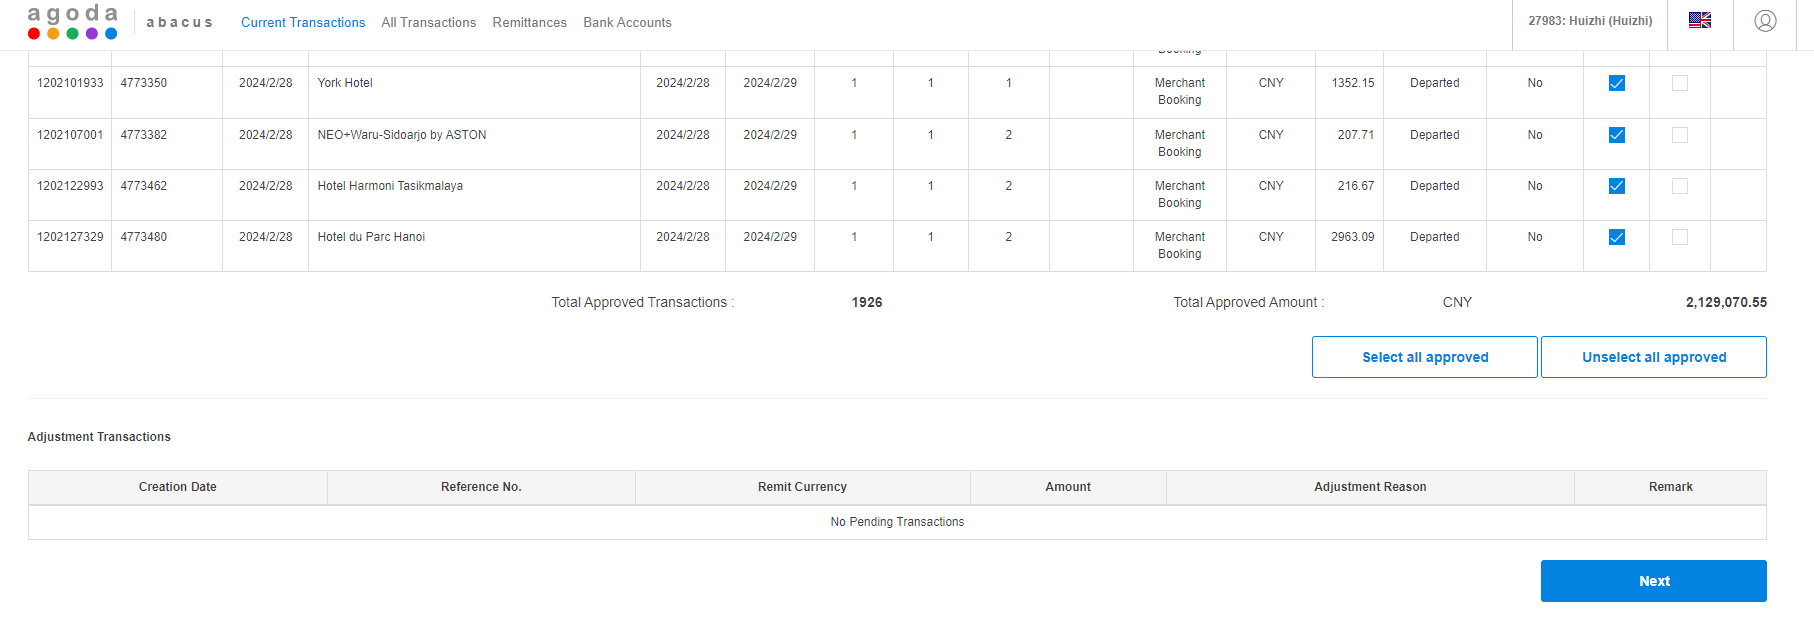 agoda
abacus
Current Transactions All Transactions Remittances Bank Accounts
27983: Huizhi (Huizhi)
Booking
1202101933 4773350 2024/2/28 York Hotel 2024/2/28 2024/2/29 1 1 1 Merchant Booking CNY 1352.15 Departed No
1202107001 4773382 2024/2/28 NEO+Waru-Sidoarjo by ASTON 2024/2/28 2024/2/29 1 1 2 Merchant Booking CNY 207.71 Departed No
1202122993 4773462 2024/2/28 Hotel Harmoni Tasikmalaya 2024/2/28 2024/2/29 1 1 2 Merchant Booking CNY 216.67 Departed No
1202127329 4773480 2024/2/28 Hotel du Parc Hanoi 2024/2/28 2024/2/29 1 1 2 Merchant Booking CNY 2963.09 Departed No
Total Approved Transactions : 1926 Total Approved Amount : CNY 2,129,070.55
Select all approved Unselect all approved
Adjustment Transactions
Creation Date Reference No. Remit Currency Amount Adjustment Reason Remark
No Pending Transactions
Next